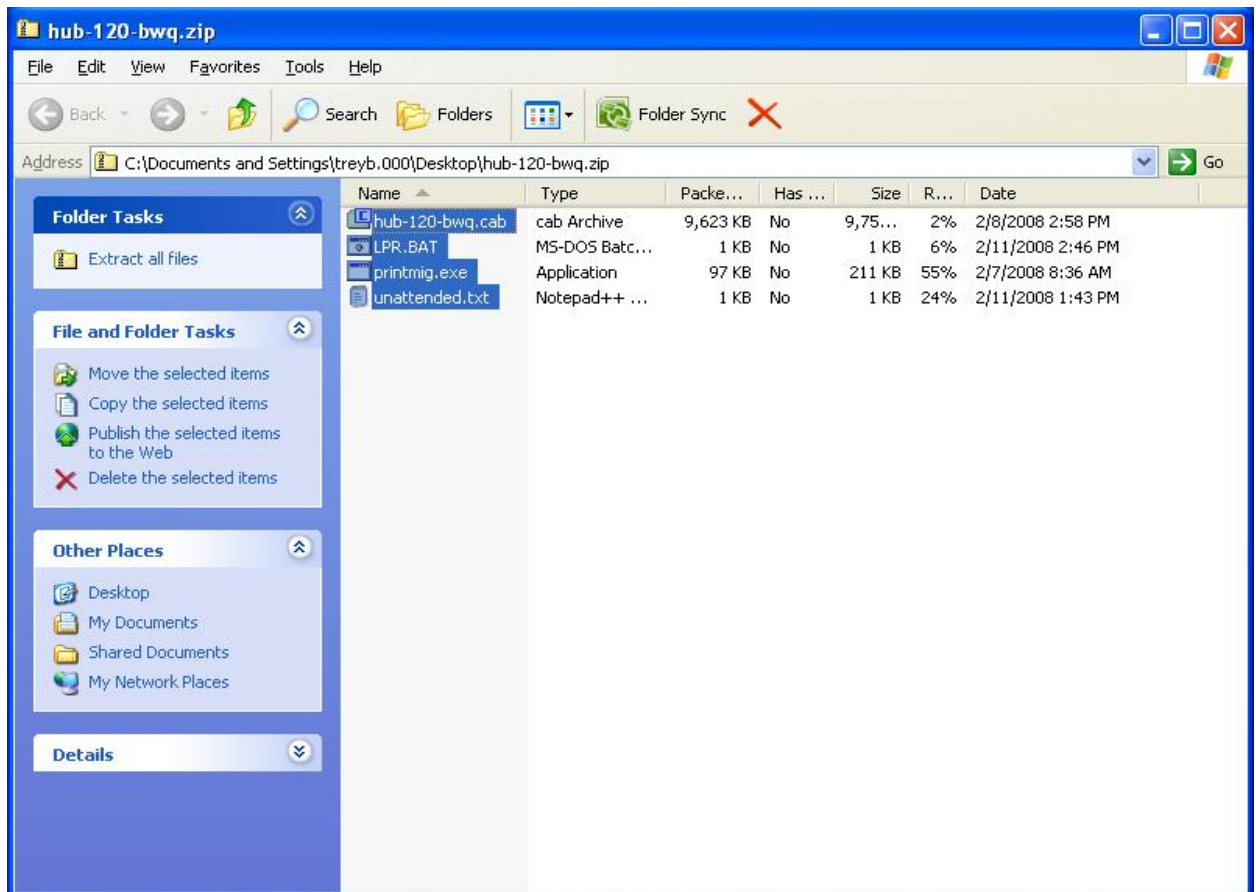 hub-120-bwq.zip
File Edit View Favorites Tools Help
Back Search Folders Folder Sync
Address C:\Documents and Settings\treyb.000\Desktop\hub-120-bwq.zip Go
Folder Tasks
Extract all files
File and Folder Tasks
Move the selected items
Copy the selected items
Publish the selected items
to the Web
Delete the selected items
Other Places
Desktop
My Documents
Shared Documents
My Network Places
Details
Name Type Packe... Has ... Size R... Date
hub-120-bwq.cab cab Archive 9,623 KB No 9,75... 2% 2/8/2008 2:58 PM
LPR.BAT MS-DOS Batc... 1 KB No 1 KB 6% 2/11/2008 2:46 PM
printmig.exe Application 97 KB No 211 KB 55% 2/7/2008 8:36 AM
unattended.txt Notepad++ ... 1 KB No 1 KB 24% 2/11/2008 1:43 PM